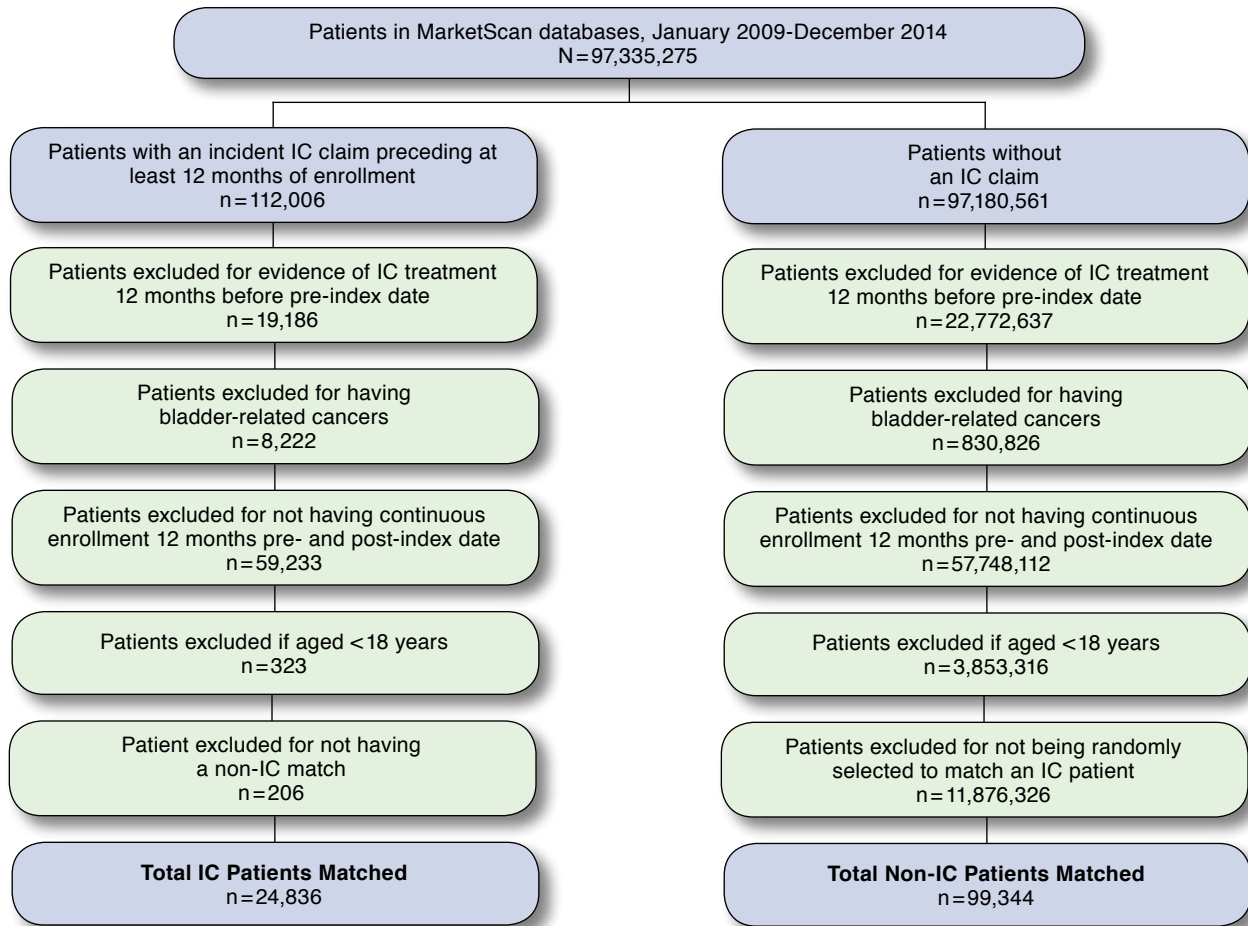 Patients in MarketScan databases, January 2009-December 2014
N=97,335,275
Patients with an incident IC claim preceding at
least 12 months of enrollment
n=112,006
Patients excluded for evidence of IC treatment
12 months before pre-index date
n=19,186
Patients excluded for having
bladder-related cancers
n=8,222
Patients excluded for not having continuous
enrollment 12 months pre- and post-index date
n=59,233
Patients excluded if aged <18 years
n=323
Patient excluded for not having
a non-IC match
n=206
Total IC Patients Matched
n=24,836
Patients without
an IC claim
n=97,180,561
Patients excluded for evidence of IC treatment
12 months before pre-index date
n=22,772,637
Patients excluded for having
bladder-related cancers
n=830,826
Patients excluded for not having continuous
enrollment 12 months pre- and post-index date
n=57,748,112
Patients excluded if aged <18 years
n=3,853,316
Patients excluded for not being randomly
selected to match an IC patient
n=11,876,326
Total Non-IC Patients Matched
n=99,344